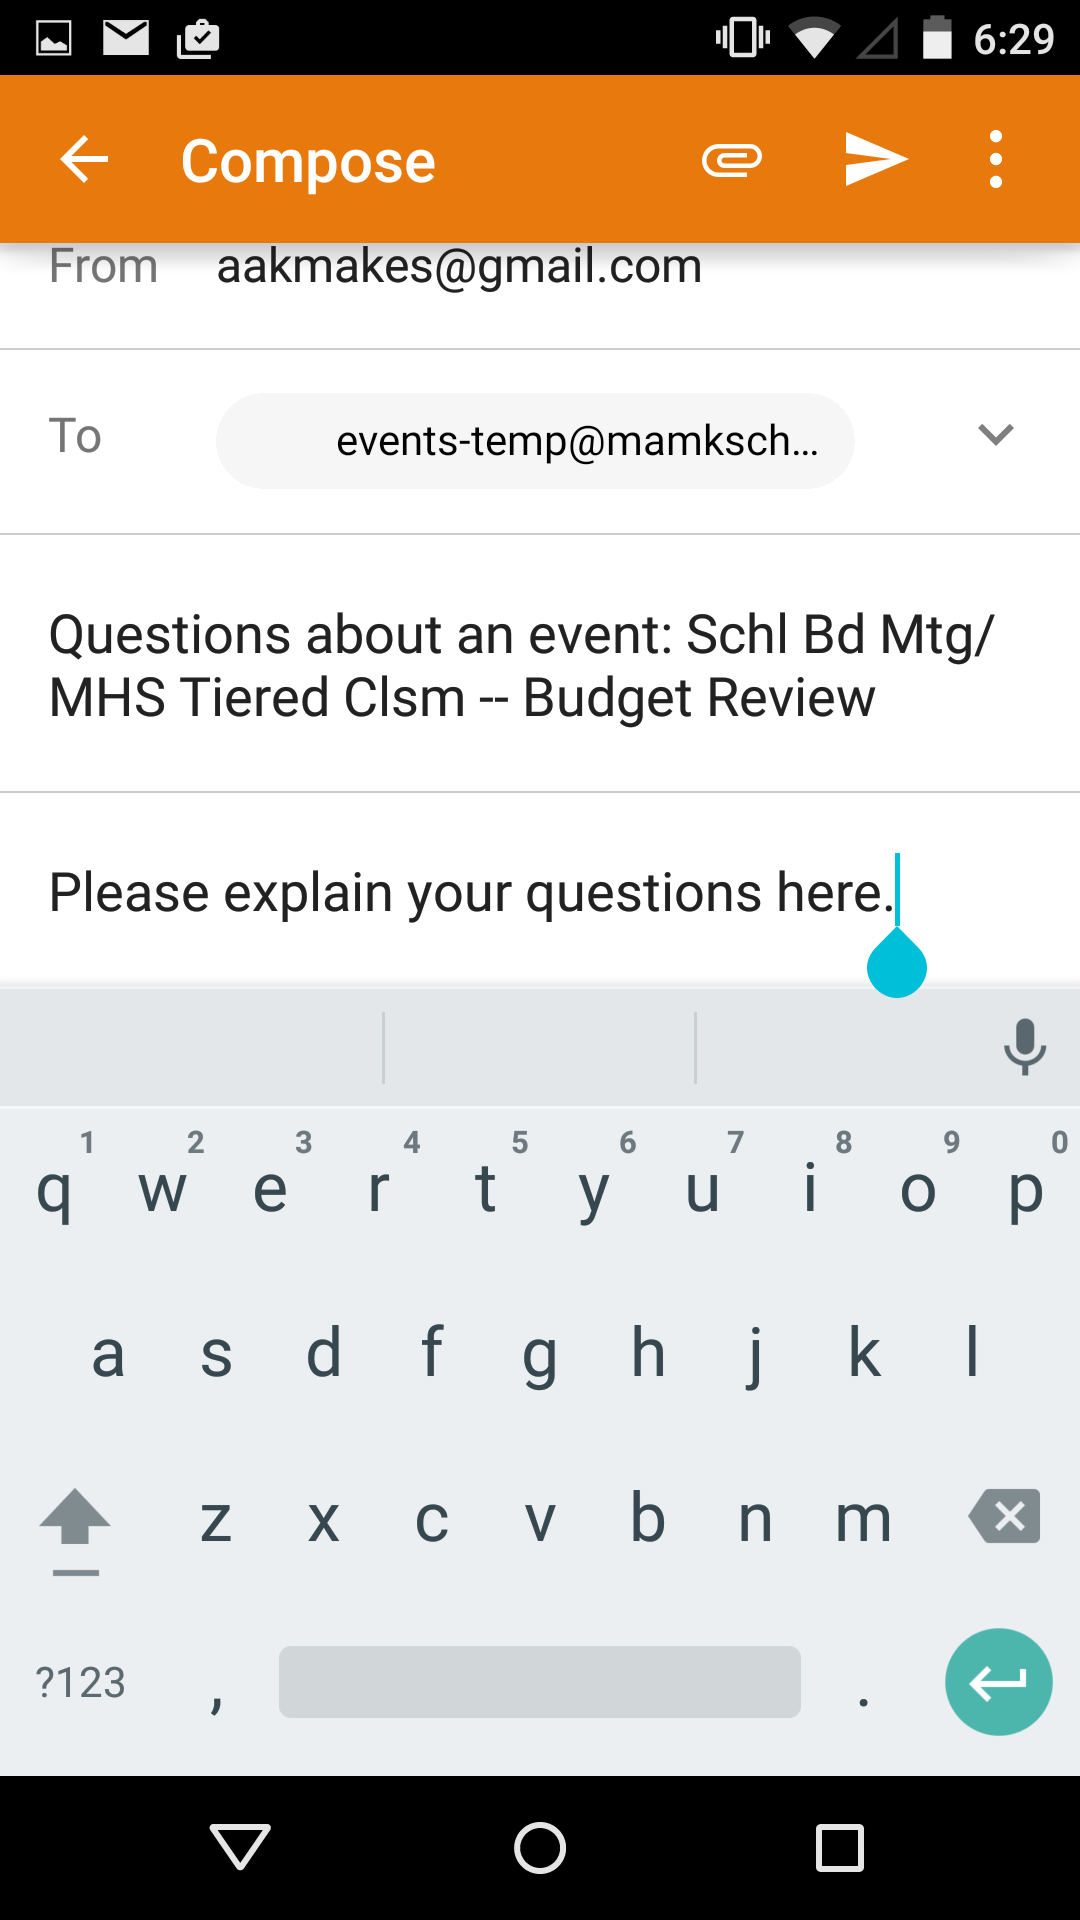 6:29
Compose
From aakmakes@gmail.com
To events-temp@mamksch...
Questions about an event: Schl Bd Mtg/
MHS Tiered Clsm -- Budget Review
Please explain your questions here.
1 2 3 4 5 6 7 8 9 0
q w e r t y u i o p
a s d f g h j k l
z x c v b n m
?123 , .